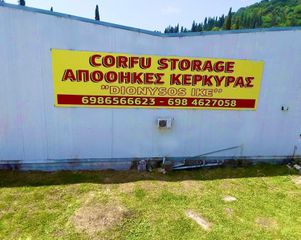 CORFU STORAGE
ΑΠΟΘΗΚΕΣ ΚΕΡΚΥΡΑΣ
"DIONYSOS IKE"
6986566623 - 698 4627058